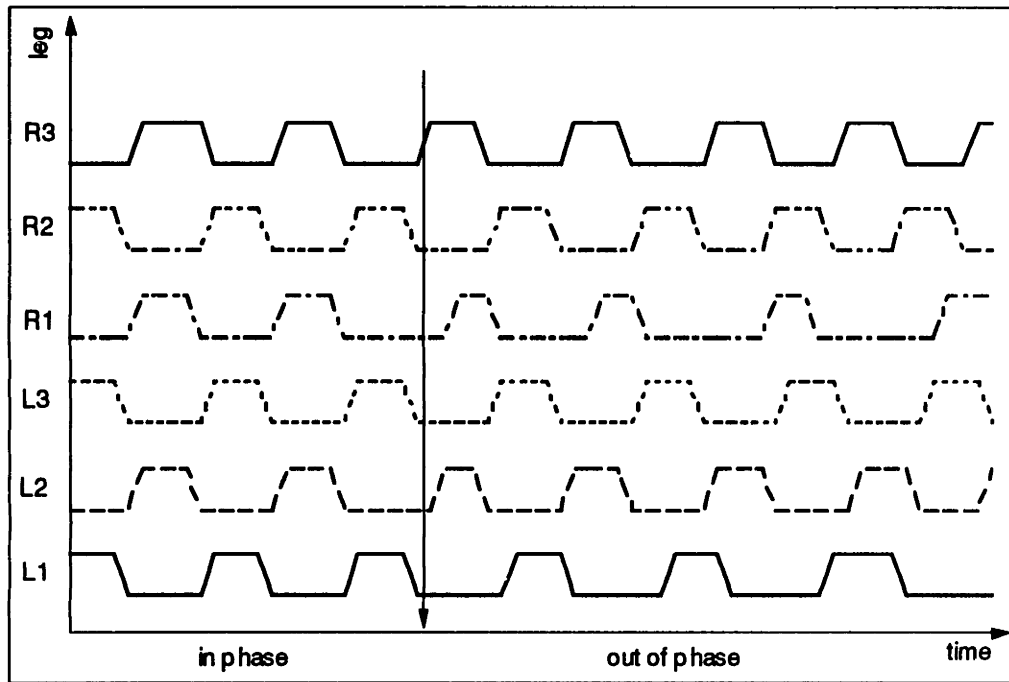 leg
R3
R2
R1
L3
L2
L1
in phase
out of phase
time